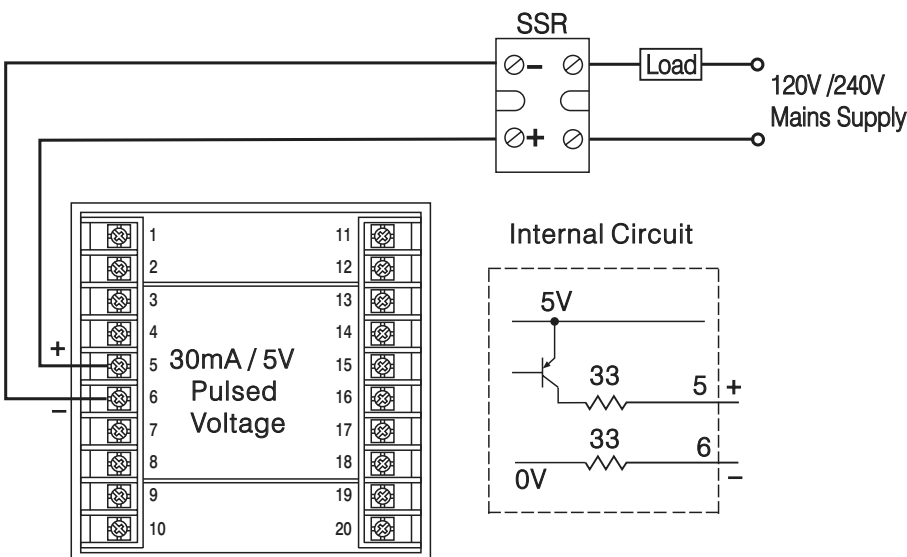 SSR
−
Load
120V /240V
Mains Supply
+
Internal Circuit
1
2
3
4
5
6
7
8
9
10
11
12
13
14
15
16
17
18
19
20
+
−
30mA / 5V
Pulsed
Voltage
5V
33
5 +
33
6
0V
−